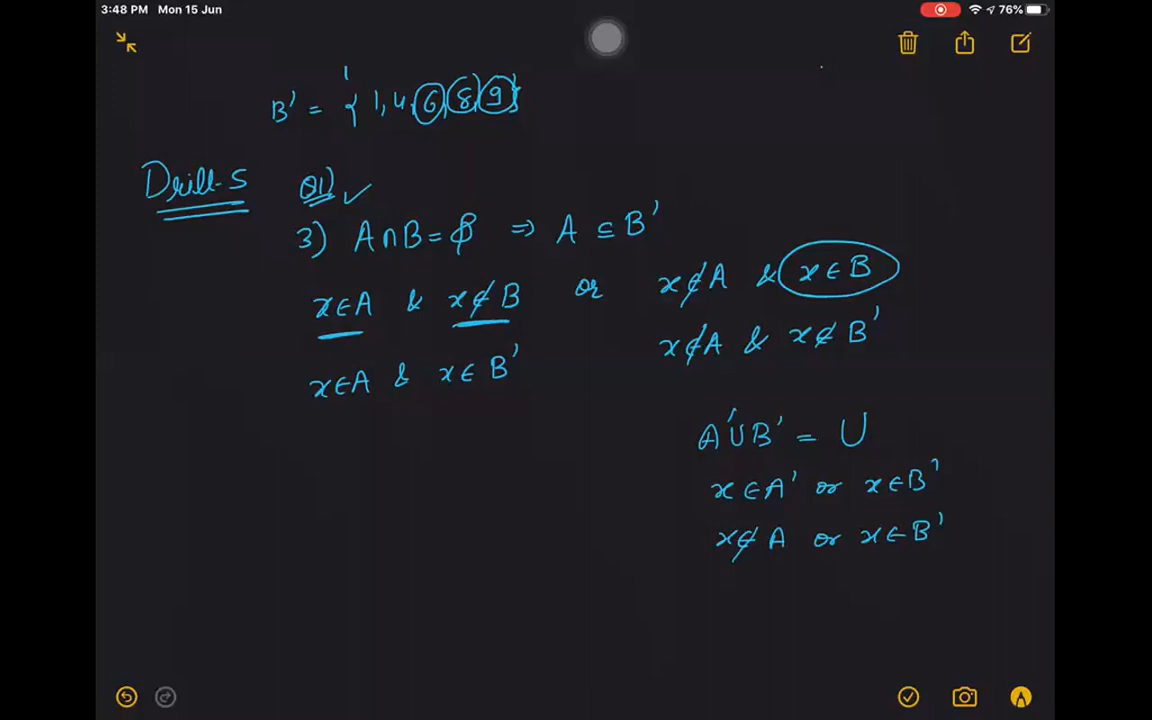 3:48 PM Mon 15 Jun
76%
B' = { 1, 4, 6, 8, 9}
Drill-5 Q1) ✓
3) A∩B = ϕ ⇒ A ⊆ B'
x∈A & x∉B or x∉A & x∈B
x∉A & x∉B'
x∈A & x∈B'
A'∪B' = U
x∈A' or x∈B'
x∉A or x∈B'